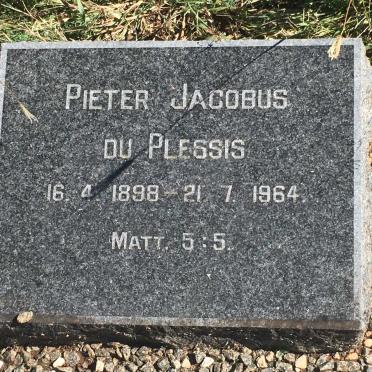 PIETER JACOBUS
DU PLESSIS
16. 4. 1898 – 21. 7. 1964.
MATT. 5:5.